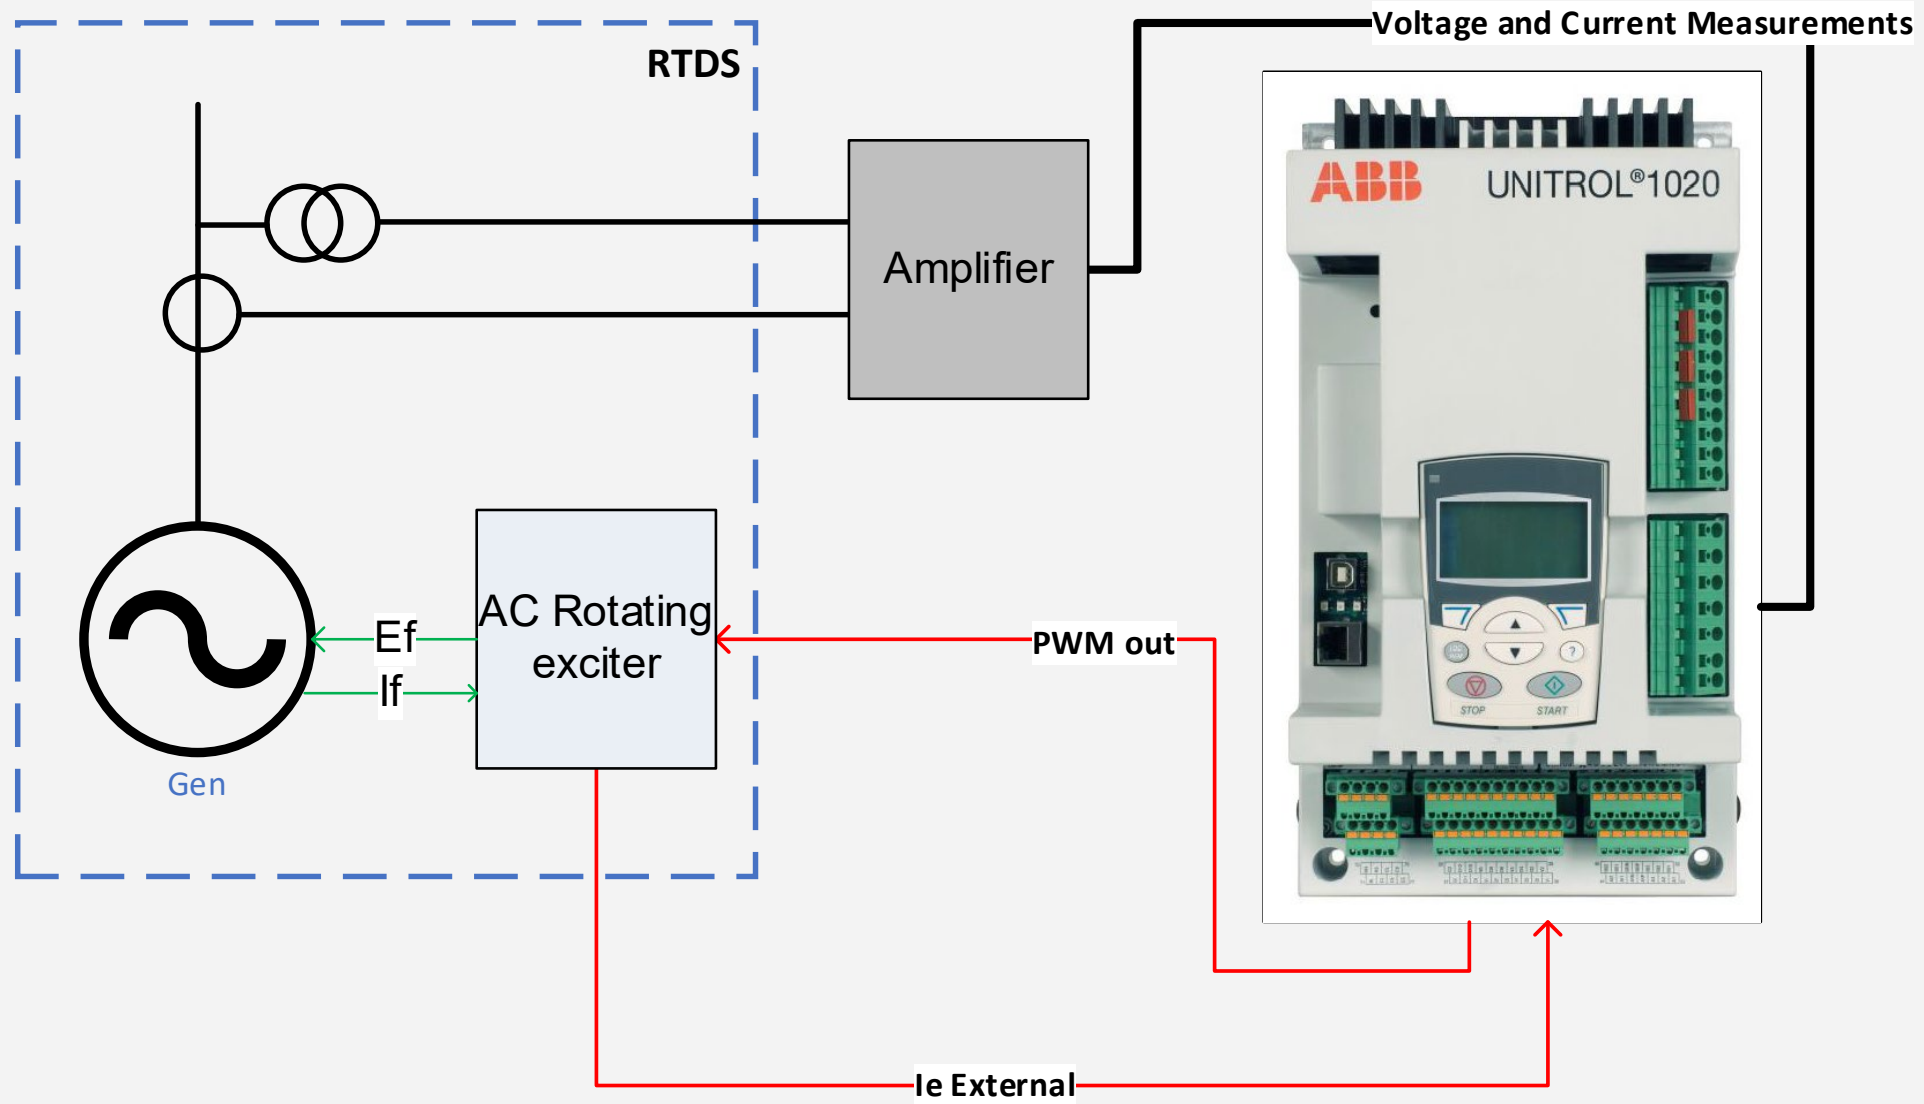 Voltage and Current Measurements
RTDS
ABB
UNITROL®1020
Amplifier
AC Rotating
exciter
Ef
If
PWM out
Gen
?
STOP
START
Ie External